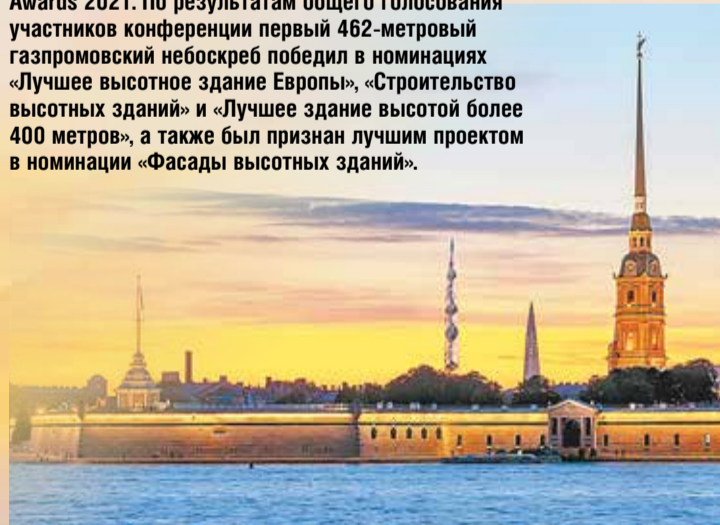 Awards 2021. По результатам общего голосования
участников конференции первый 462-метровый
газпромовский небоскреб победил в номинациях
«Лучшее высотное здание Европы», «Строительство
высотных зданий» и «Лучшее здание высотой более
400 метров», а также был признан лучшим проектом
в номинации «Фасады высотных зданий».